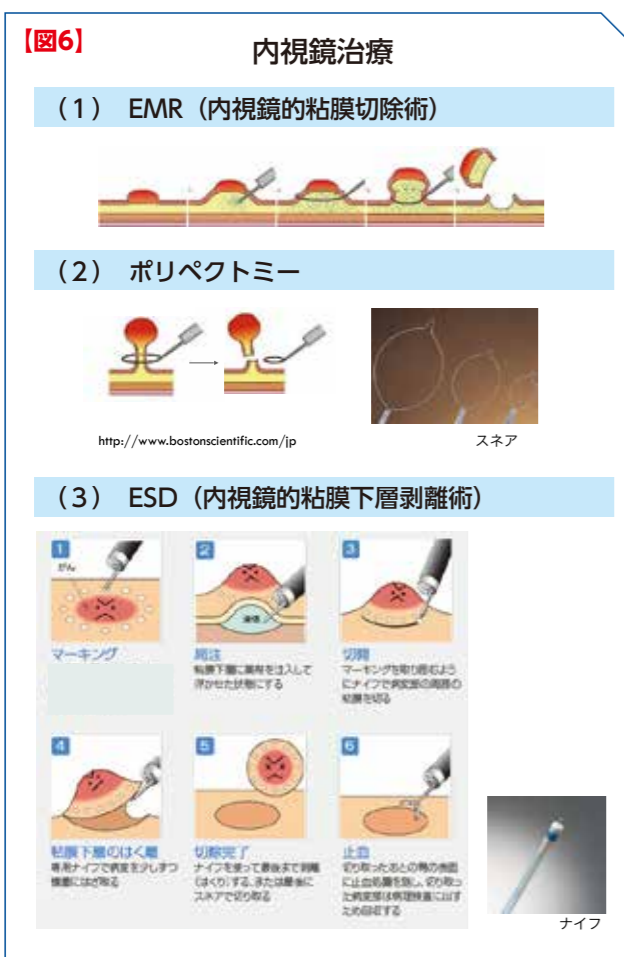 【図6】
内視鏡治療
（1） EMR（内視鏡的粘膜切除術）
（2） ポリペクトミー
http://www.bostonscientific.com/jp
スネア
（3） ESD（内視鏡的粘膜下層剥離術）
1
がん
マーキング
2
液体
局注
粘膜下層に薬剤を注入して
浮かせた状態にする
3
切開
マーキングを取り囲むよう
にナイフで病変部の周囲の
粘膜を切る
4
粘膜下層のはく離
専用ナイフで病変を少しずつ
慎重にはぎ取る
5
切除完了
ナイフを使って最後まで剥離
（はくり）する、または最後に
スネアで切り取る
6
止血
切り取ったあとの胃の表面
に止血処置を施し、切り取っ
た病変部は病理検査に出す
ため回収する
ナイフ